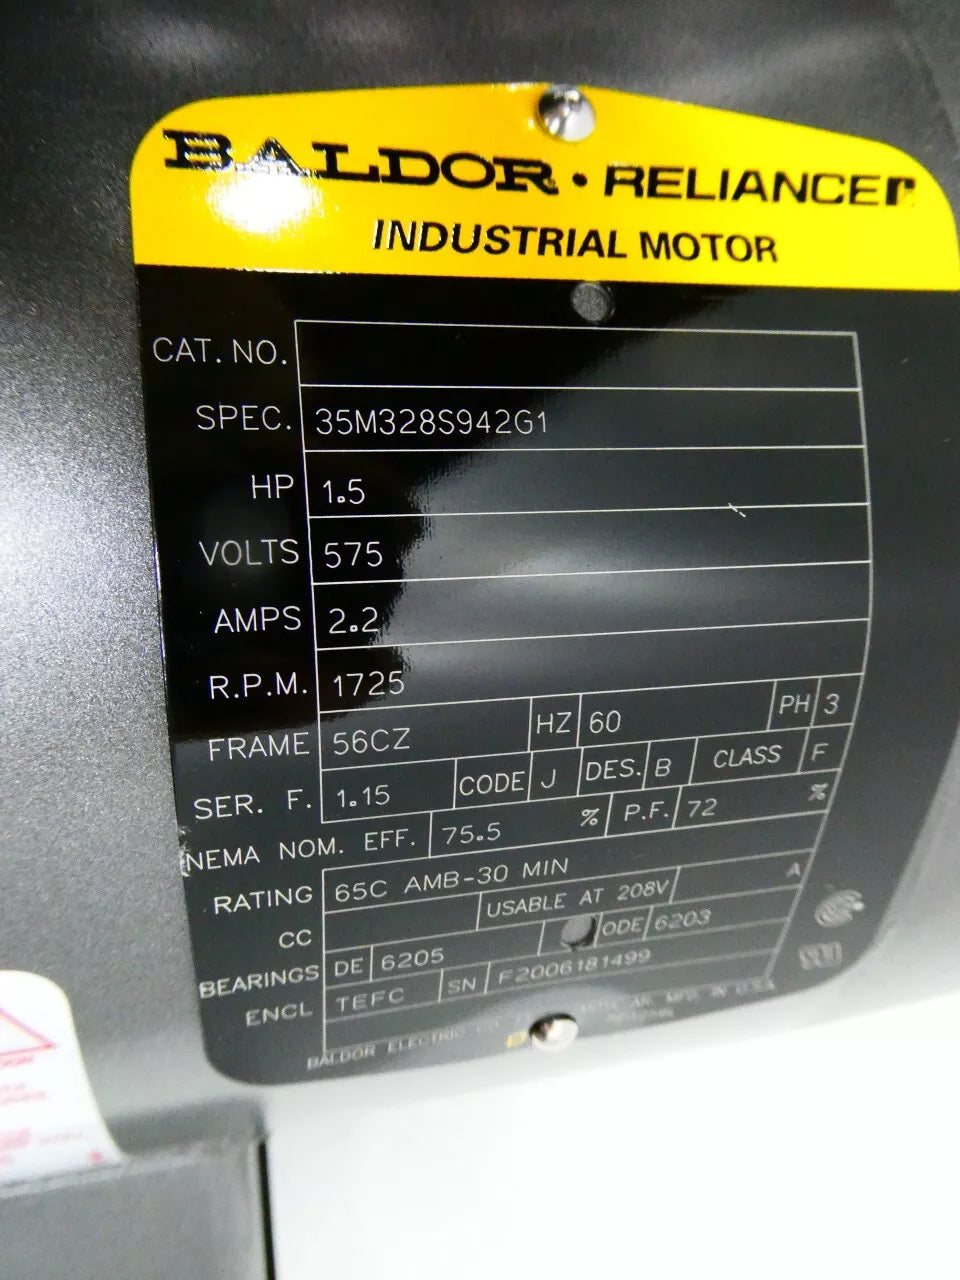 BALDOR • RELIANCE
INDUSTRIAL MOTOR
CAT. NO.
SPEC. 35M328S942G1
HP 1.5
VOLTS 575
AMPS 2.2
R.P.M. 1725
FRAME 56CZ HZ 60 PH 3
SER. F. 1.15 CODE J DES. B CLASS F
NEMA NOM. EFF. 75.5 % P.F. 72 %
RATING 65C AMB-30 MIN
CC USABLE AT 208V A
BEARINGS DE 6205 ODE 6203
ENCL TEFC SN F2006181499
BALDOR ELECTRIC MFG. IN U.S.A.